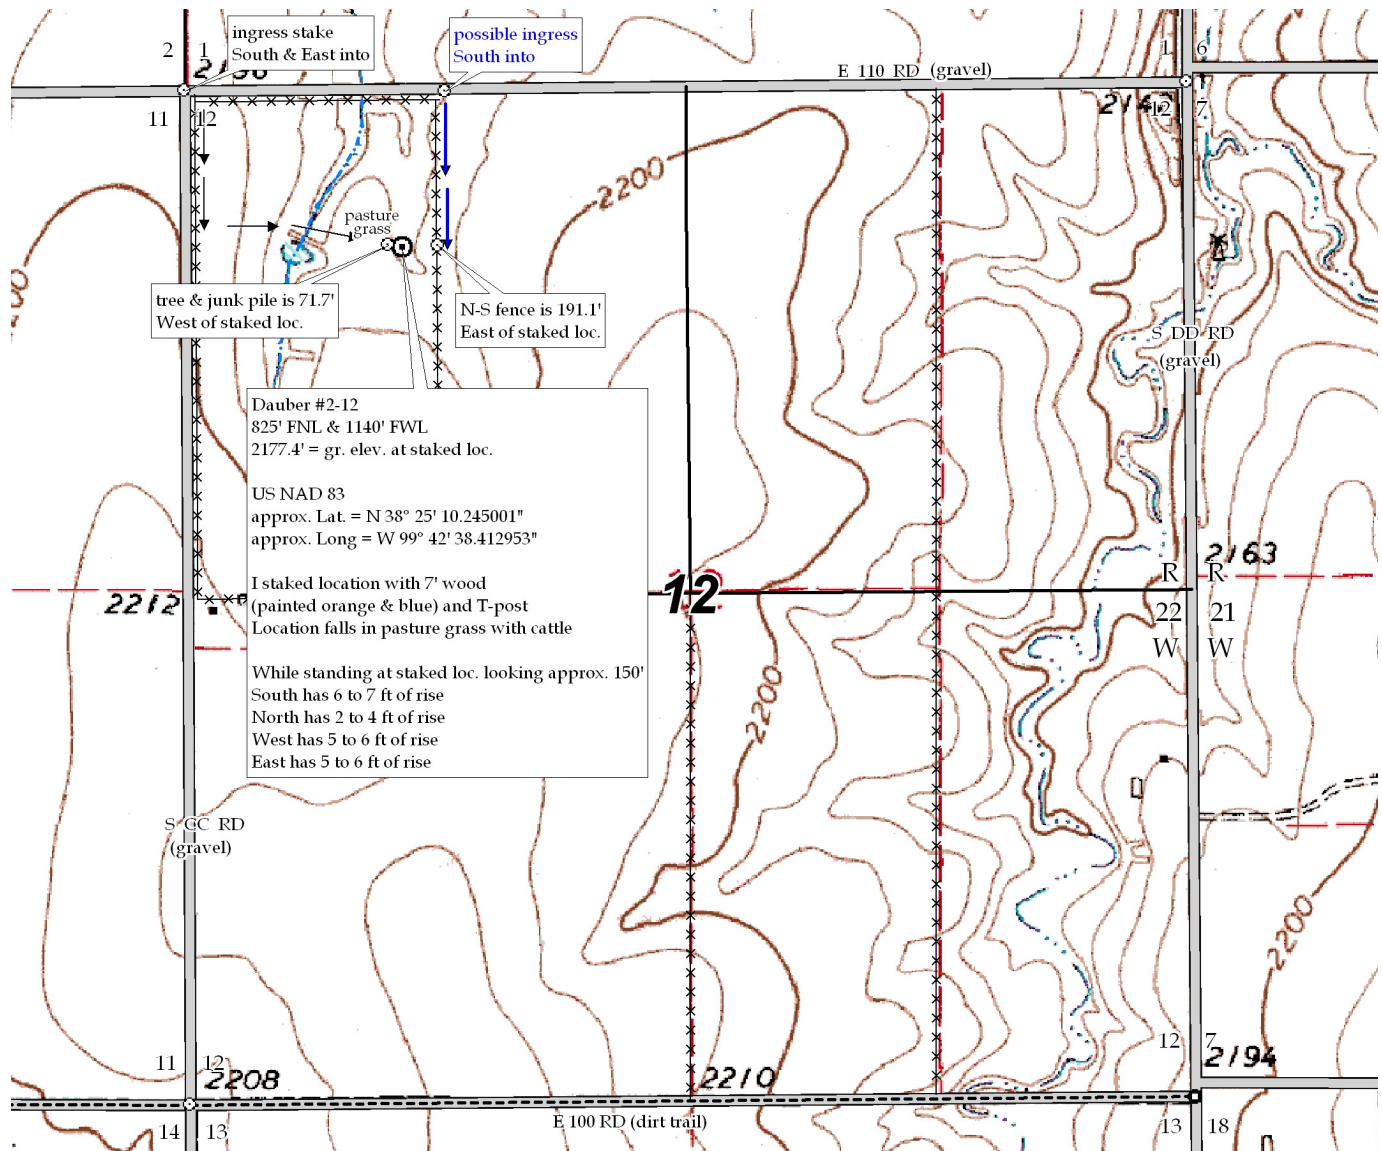 ingress stake
South & East into
possible ingress
South into
2 1
1 6
E 110 RD (gravel)
11 12
12 7
2200
pasture
grass
tree & junk pile is 71.7'
West of staked loc.
N-S fence is 191.1'
East of staked loc.
S DD RD
(gravel)
Dauber #2-12
825' FNL & 1140' FWL
2177.4' = gr. elev. at staked loc.
US NAD 83
approx. Lat. = N 38° 25' 10.245001"
approx. Long = W 99° 42' 38.412953"
I staked location with 7' wood
(painted orange & blue) and T-post
Location falls in pasture grass with cattle
While standing at staked loc. looking approx. 150'
South has 6 to 7 ft of rise
North has 2 to 4 ft of rise
West has 5 to 6 ft of rise
East has 5 to 6 ft of rise
2212
12
2163
R R
22 21
W W
2200
S CC RD
(gravel)
2200
11 12
12 7
2208
2210
2194
E 100 RD (dirt trail)
14 13
13 18